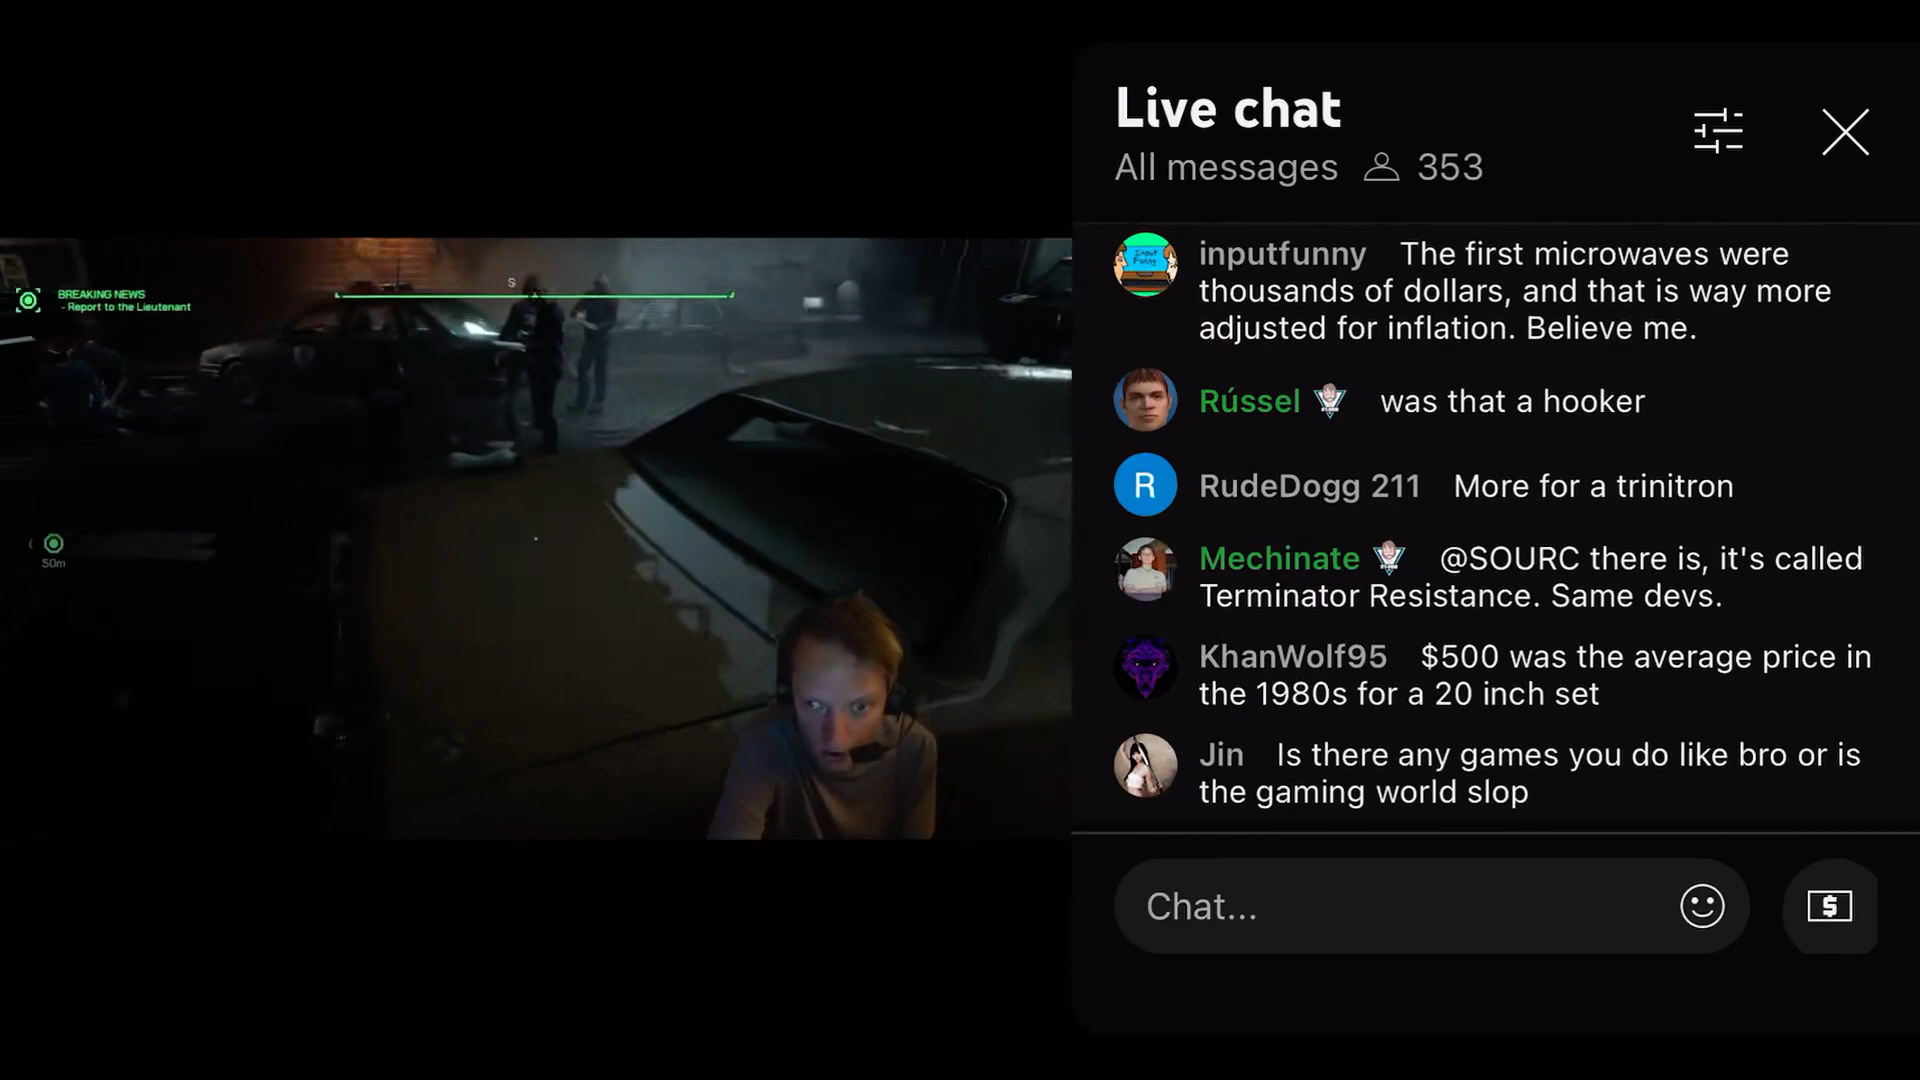 Live chat
All messages 353
BREAKING NEWS
- Report to the Lieutenant
S
50m
Input
Funny
inputfunny The first microwaves were
thousands of dollars, and that is way more
adjusted for inflation. Believe me.
Rússel was that a hooker
R
RudeDogg 211 More for a trinitron
Mechinate @SOURC there is, it's called
Terminator Resistance. Same devs.
KhanWolf95 $500 was the average price in
the 1980s for a 20 inch set
Jin Is there any games you do like bro or is
the gaming world slop
Chat...
$